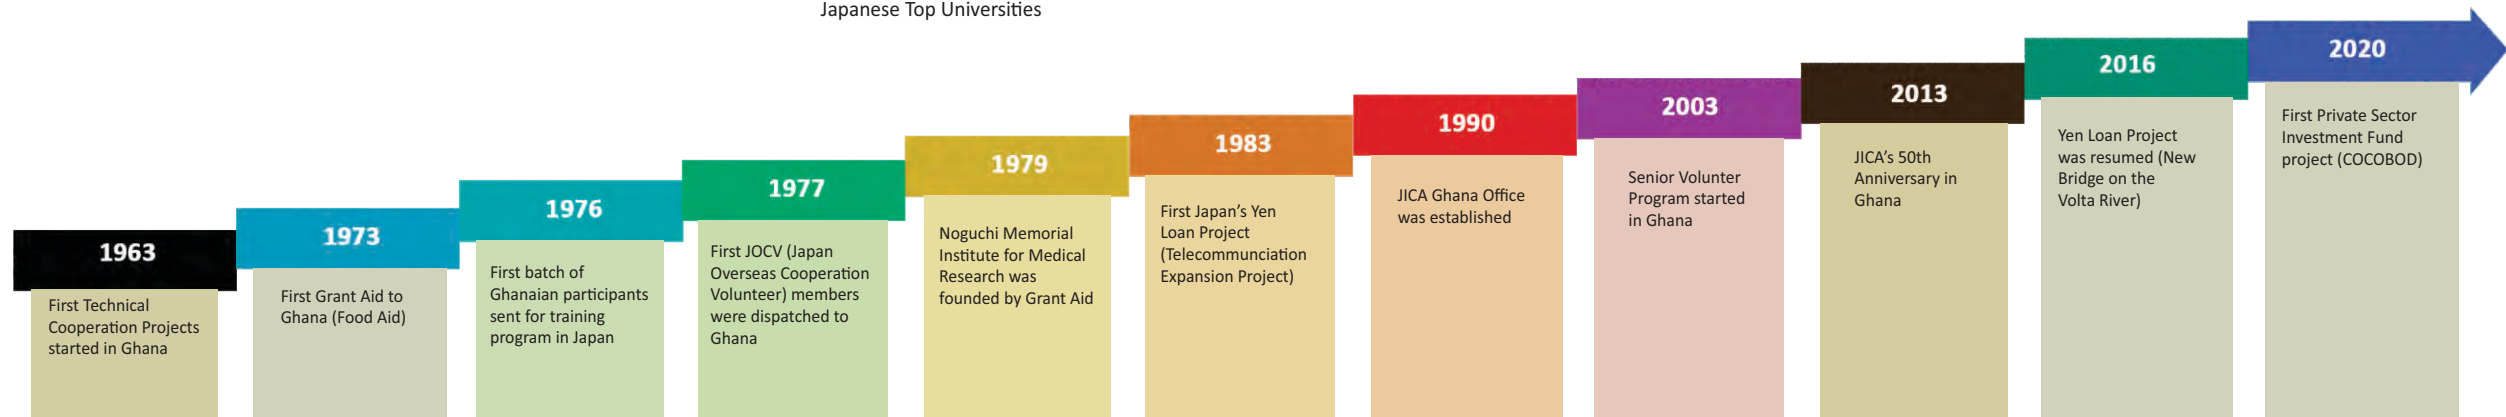 Japanese Top Universities
1963
First Technical
Cooperation Projects
started in Ghana
1973
First Grant Aid to
Ghana (Food Aid)
1976
First batch of
Ghanaian participants
sent for training
program in Japan
1977
First JOCV (Japan
Overseas Cooperation
Volunteer) members
were dispatched to
Ghana
1979
Noguchi Memorial
Institute for Medical
Research was
founded by Grant Aid
1983
First Japan’s Yen
Loan Project
(Telecommunciation
Expansion Project)
1990
JICA Ghana Office
was established
2003
Senior Volunter
Program started
in Ghana
2013
JICA’s 50th
Anniversary in
Ghana
2016
Yen Loan Project
was resumed (New
Bridge on the
Volta River)
2020
First Private Sector
Investment Fund
project (COCOBOD)